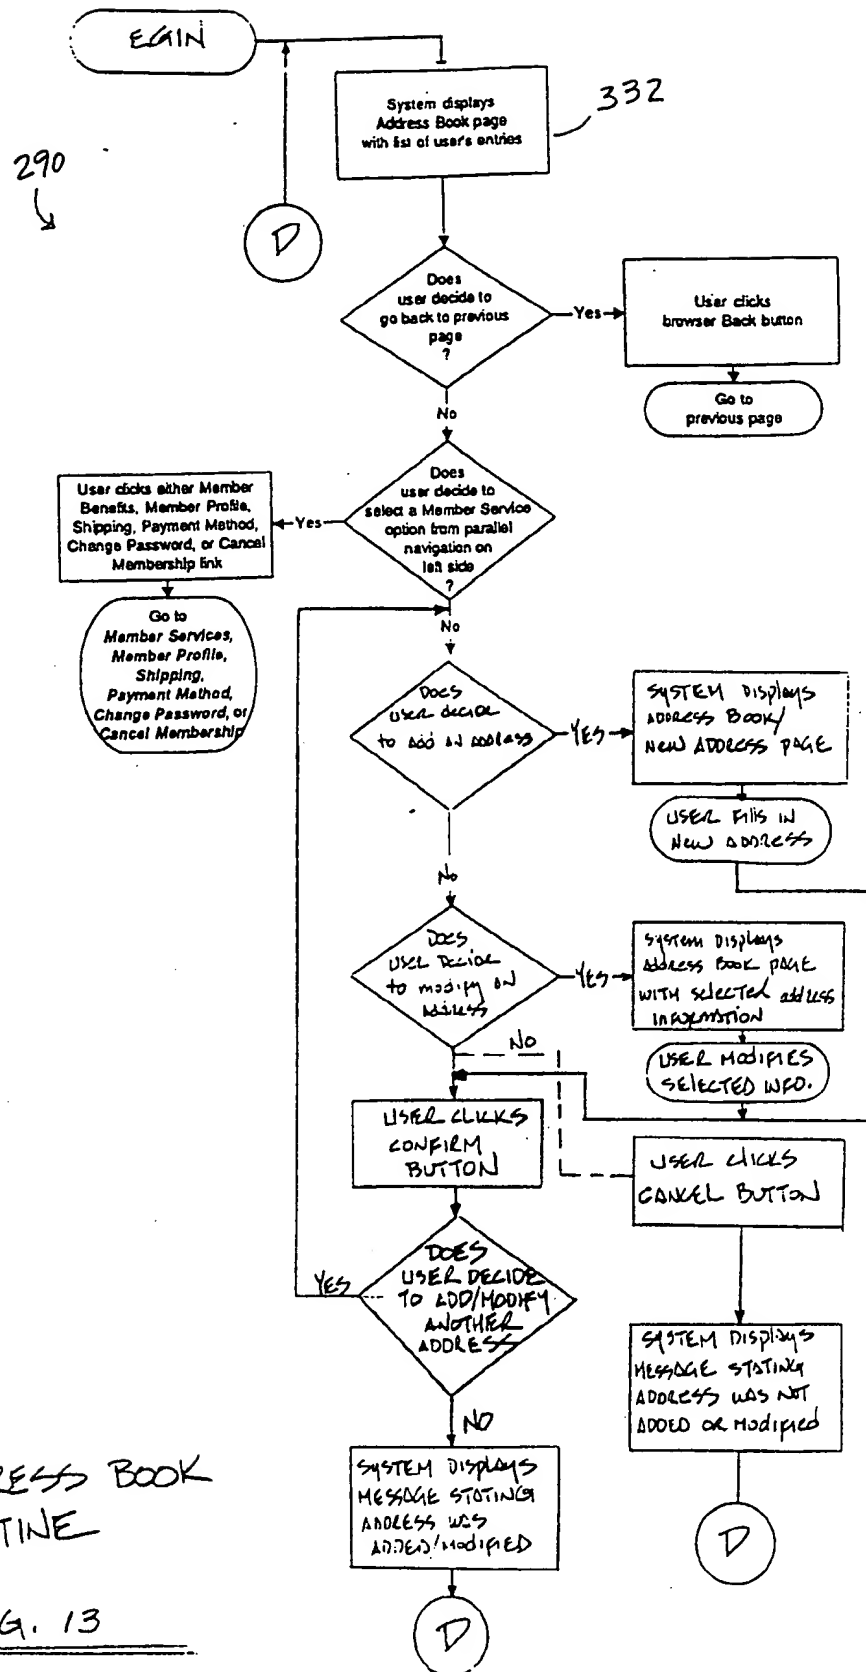 EGIN
System displays
Address Book page
with list of user's entries
332
290
D
Does
user decide to
go back to previous
page
?
Yes
User clicks
browser Back button
Go to
previous page
No
Does
user decide to
select a Member Service
option from parallel
navigation on
left side
?
Yes
User clicks either Member
Benefits, Member Profile,
Shipping, Payment Method,
Change Password, or Cancel
Membership link
Go to
Member Services,
Member Profile,
Shipping,
Payment Method,
Change Password, or
Cancel Membership
No
DOES
USER DECIDE
to ADD AN ADDRESS
YES
SYSTEM Displays
ADDRESS BOOK/
NEW ADDRESS PAGE
USER Fills IN
NEW ADDRESS
No
DOES
USER DECIDE
to modify AN
Address
YES
System Displays
Address Book PAGE
WITH SELECTED address
INFORMATION
USER MODIFIES
SELECTED INFO.
NO
USER CLICKS
CONFIRM
BUTTON
USER CLICKS
CANCEL BUTTON
DOES
USER DECIDE
TO ADD/MODIFY
ANOTHER
ADDRESS
YES
SYSTEM Displays
MESSAGE STATING
ADDRESS WAS NOT
ADDED OR Modified
D
NO
SYSTEM Displays
MESSAGE STATING
ADDRESS WAS
ADDED/Modified
D
RESS BOOK
TINE
G. 13